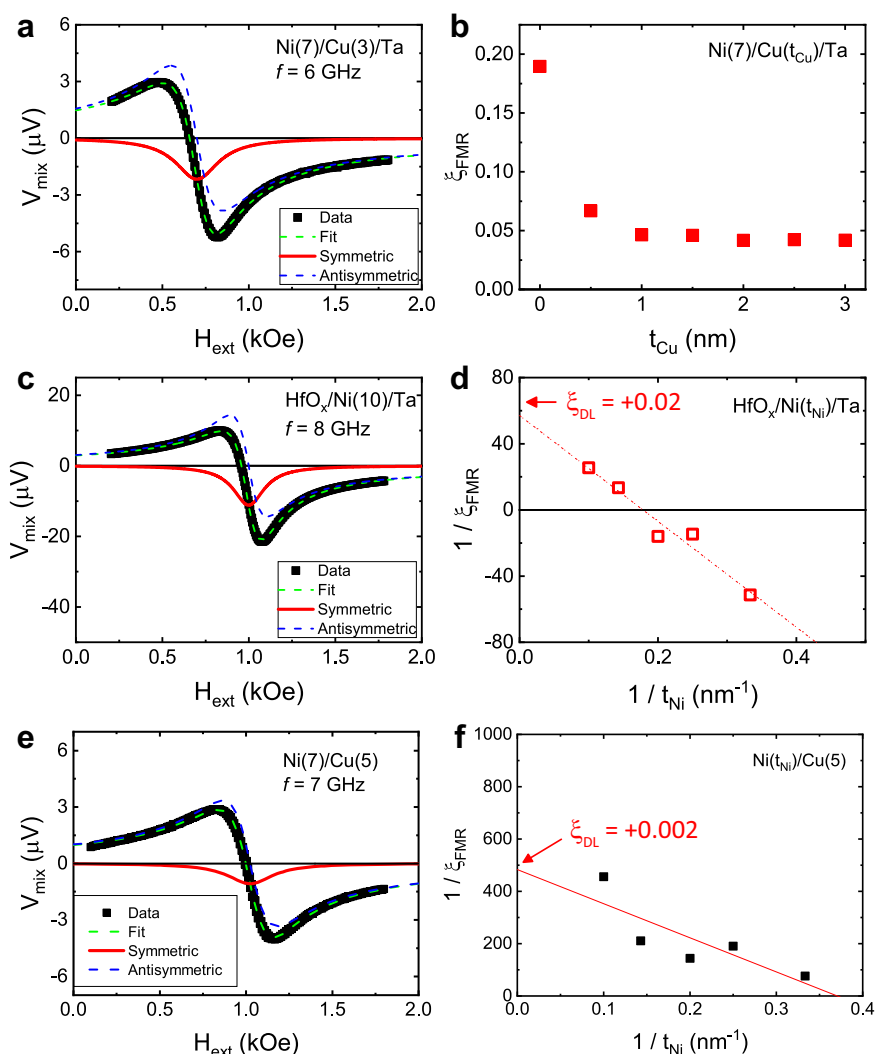 a
Ni(7)/Cu(3)/Ta
f = 6 GHz
V_mix (μV)
3
0
-3
-6
Data
Fit
Symmetric
Antisymmetric
0.0 0.5 1.0 1.5 2.0
H_ext (kOe)
b
Ni(7)/Cu(t_Cu)/Ta
ξ_FMR
0.20
0.15
0.10
0.05
0.00
0 1 2 3
t_Cu (nm)
c
HfO_x/Ni(10)/Ta
f = 8 GHz
V_mix (μV)
20
0
-20
-40
Data
Fit
Symmetric
Antisymmetric
0.0 0.5 1.0 1.5 2.0
H_ext (kOe)
d
HfO_x/Ni(t_Ni)/Ta
ξ_DL = +0.02
1 / ξ_FMR
80
40
0
-40
-80
0.0 0.2 0.4
1 / t_Ni (nm⁻¹)
e
Ni(7)/Cu(5)
f = 7 GHz
V_mix (μV)
6
3
0
-3
-6
Data
Fit
Symmetric
Antisymmetric
0.0 0.5 1.0 1.5 2.0
H_ext (kOe)
f
Ni(t_Ni)/Cu(5)
ξ_DL = +0.002
1 / ξ_FMR
1000
800
600
400
200
0
0.0 0.1 0.2 0.3 0.4
1 / t_Ni (nm⁻¹)